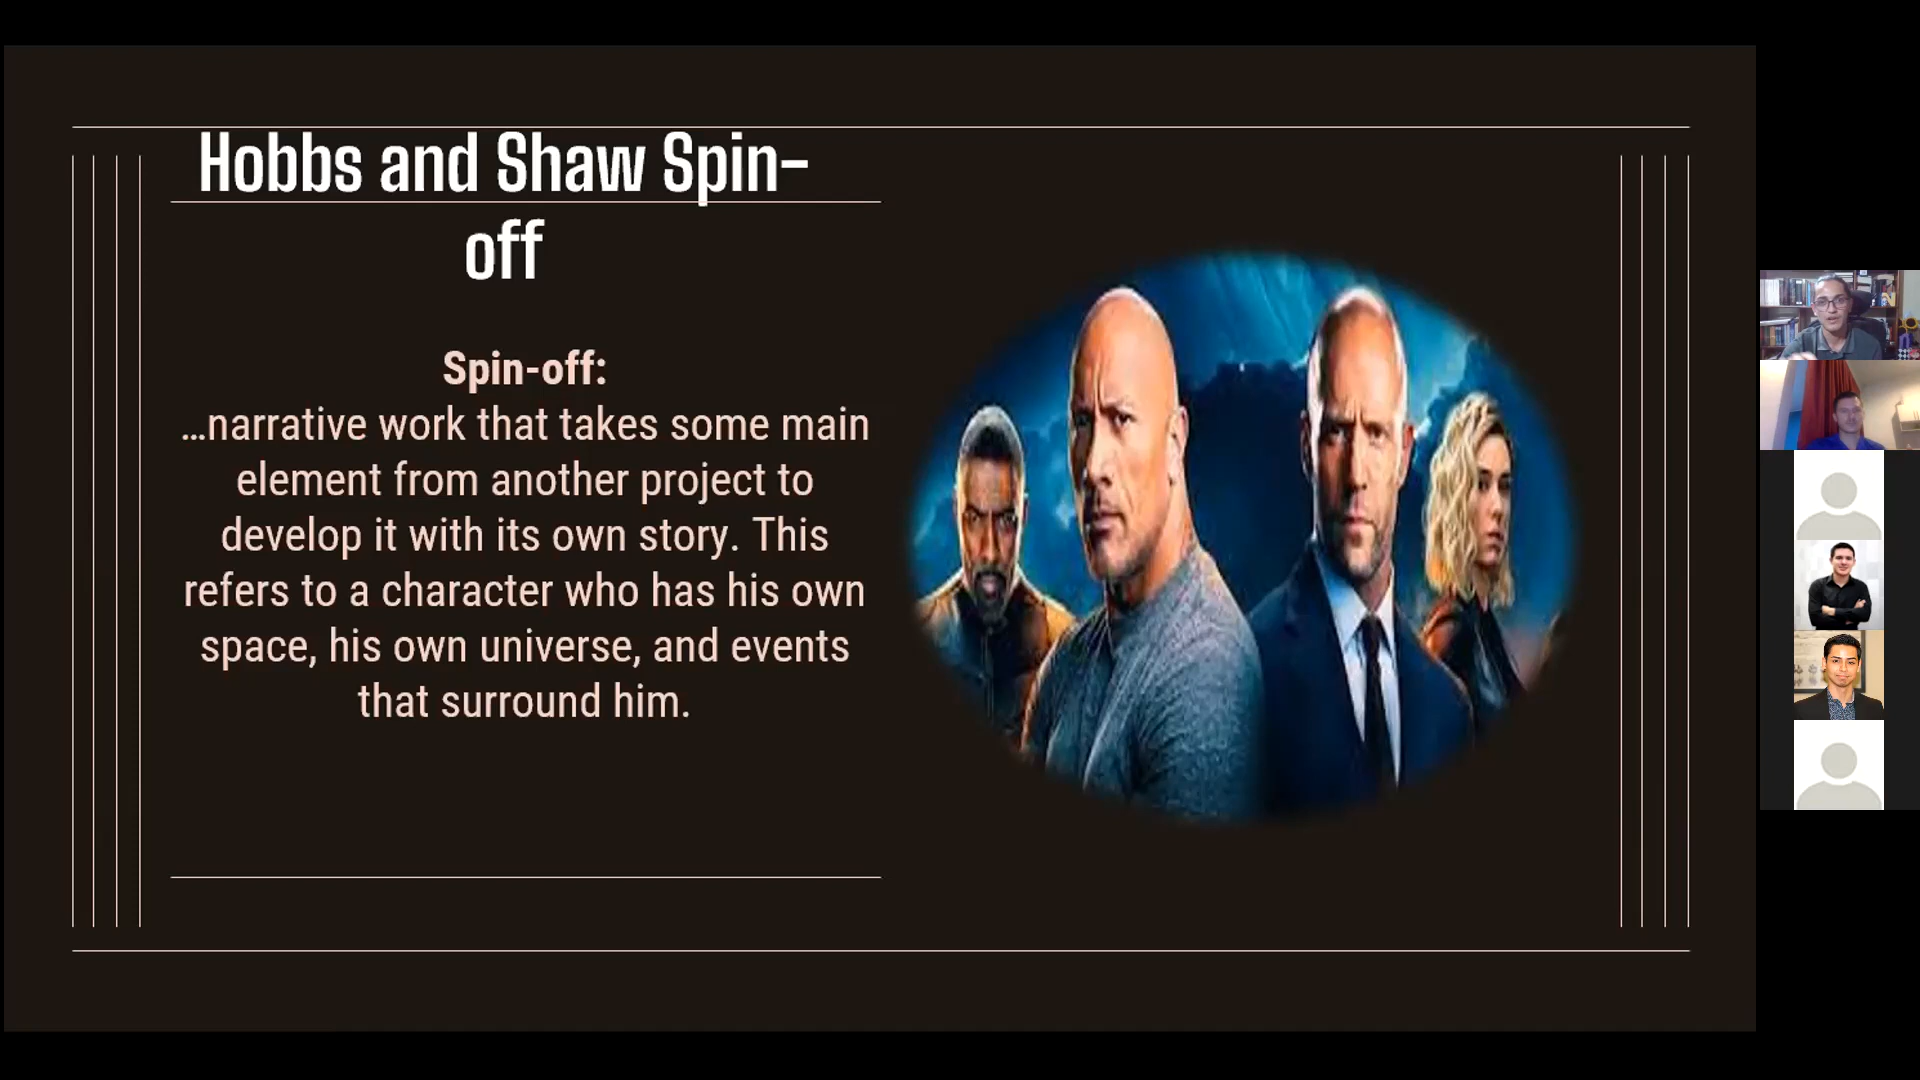 Hobbs and Shaw Spin-
off
Spin-off:
...narrative work that takes some main
element from another project to
develop it with its own story. This
refers to a character who has his own
space, his own universe, and events
that surround him.